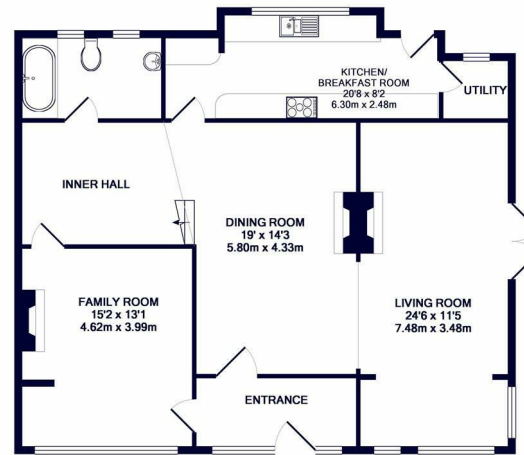 KITCHEN/
BREAKFAST ROOM
20'8 x 8'2
6.30m x 2.48m
UTILITY
INNER HALL
DINING ROOM
19' x 14'3
5.80m x 4.33m
FAMILY ROOM
15'2 x 13'1
4.62m x 3.99m
LIVING ROOM
24'6 x 11'5
7.48m x 3.48m
ENTRANCE